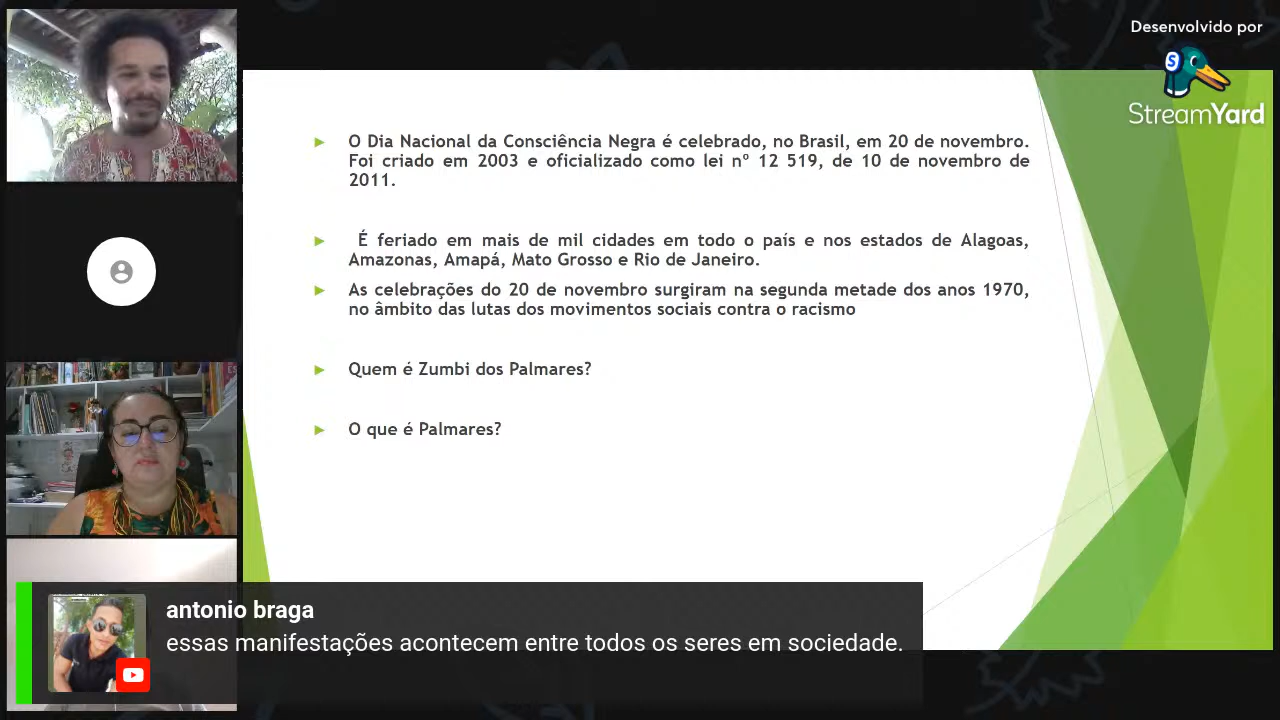 Desenvolvido por
StreamYard
O Dia Nacional da Consciência Negra é celebrado, no Brasil, em 20 de novembro.
Foi criado em 2003 e oficializado como lei nº 12 519, de 10 de novembro de
2011.
É feriado em mais de mil cidades em todo o país e nos estados de Alagoas,
Amazonas, Amapá, Mato Grosso e Rio de Janeiro.
As celebrações do 20 de novembro surgiram na segunda metade dos anos 1970,
no âmbito das lutas dos movimentos sociais contra o racismo
Quem é Zumbi dos Palmares?
O que é Palmares?
antonio braga
essas manifestações acontecem entre todos os seres em sociedade.